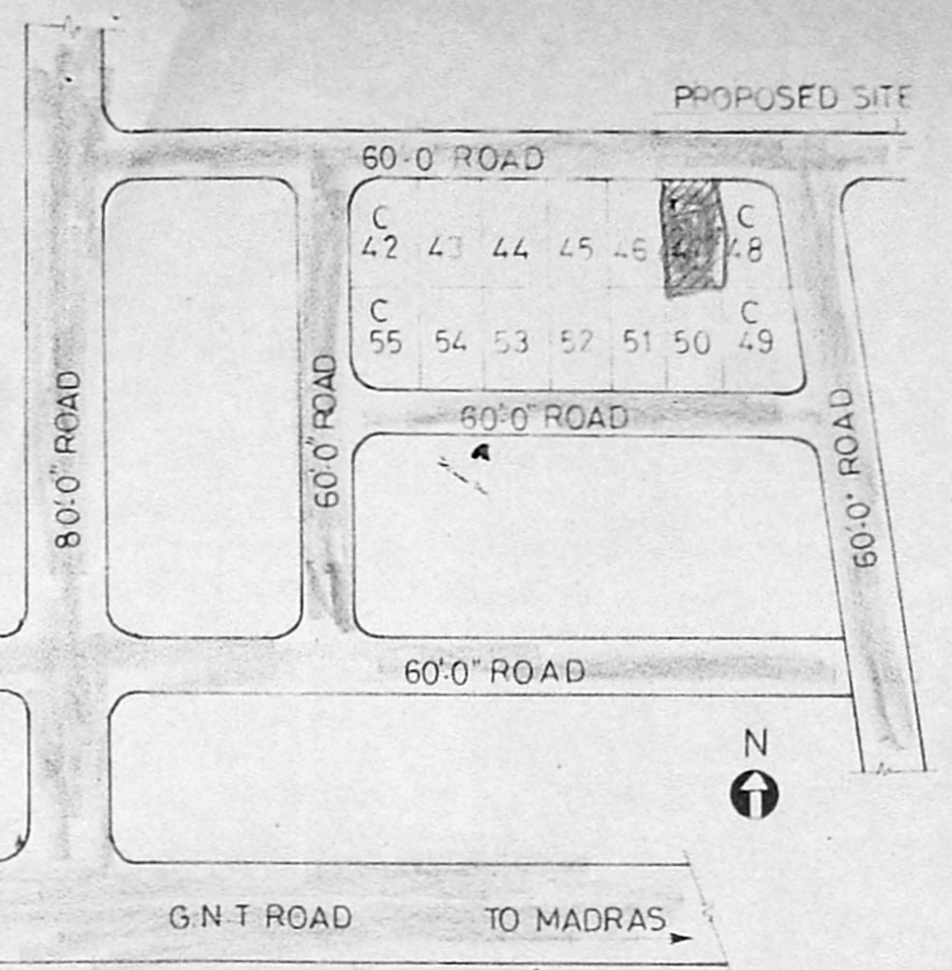 PROPOSED SITE
60'-0" ROAD
C C
42 43 44 45 46 47 48
C C
55 54 53 52 51 50 49
80'-0" ROAD
60'-0" ROAD
60'-0" ROAD
60'-0" ROAD
60'-0" ROAD
N
G.N.T ROAD TO MADRAS